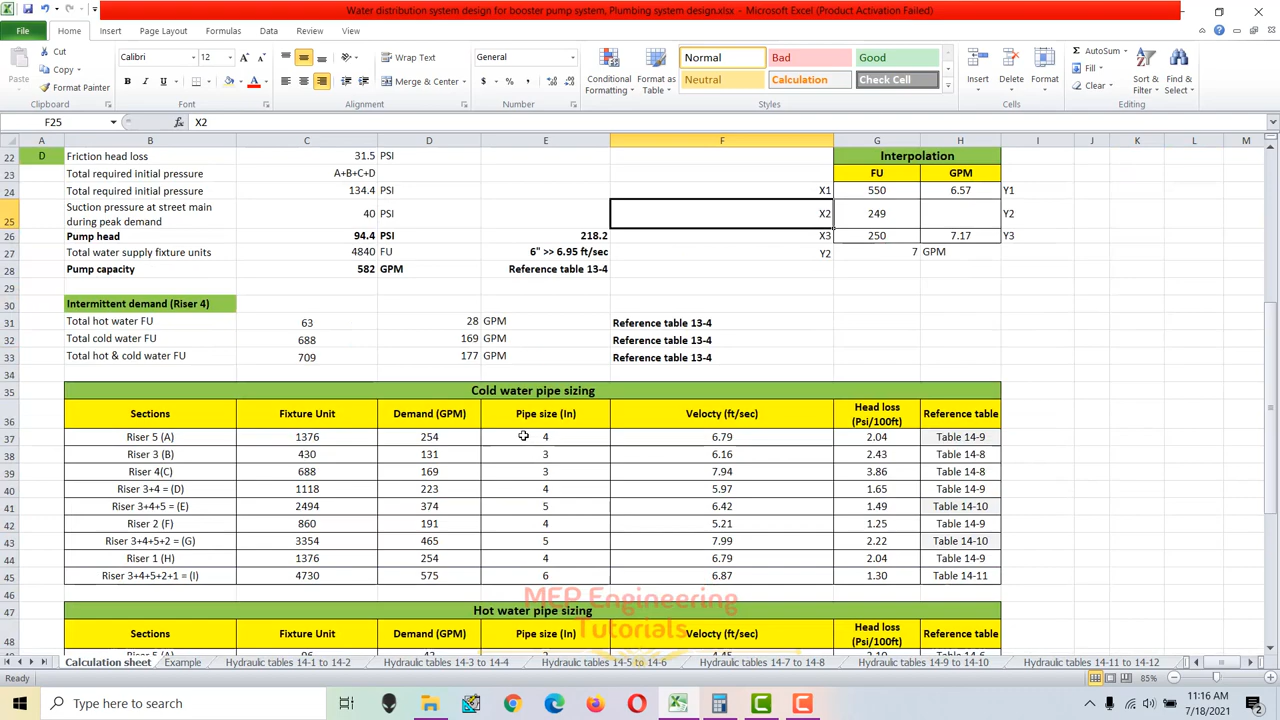 Water distribution system design for booster pump system, Plumbing system design.xlsx - Microsoft Excel (Product Activation Failed)
File Home Insert Page Layout Formulas Data Review View
Cut
Copy
Format Painter
Paste
Clipboard
Calibri 12
B I U
Font
Wrap Text
Merge & Center
Alignment
General
$ % ,
Number
Conditional Formatting
Format as Table
Normal Bad Good
Neutral Calculation Check Cell
Styles
Insert Delete Format
Cells
AutoSum
Fill
Clear
Sort & Filter
Find & Select
Editing
F25 fx X2
A B C D E F G H I J K L M
22 D Friction head loss 31.5 PSI Interpolation
23 Total required initial pressure A+B+C+D FU GPM
24 Total required initial pressure 134.4 PSI X1 550 6.57 Y1
25 Suction pressure at street main during peak demand 40 PSI X2 249 Y2
26 Pump head 94.4 PSI 218.2 X3 250 7.17 Y3
27 Total water supply fixture units 4840 FU 6" >> 6.95 ft/sec Y2 7 GPM
28 Pump capacity 582 GPM Reference table 13-4
29
30 Intermittent demand (Riser 4)
31 Total hot water FU 63 28 GPM Reference table 13-4
32 Total cold water FU 688 169 GPM Reference table 13-4
33 Total hot & cold water FU 709 177 GPM Reference table 13-4
34
35 Cold water pipe sizing
36 Sections Fixture Unit Demand (GPM) Pipe size (In) Velocty (ft/sec) Head loss (Psi/100ft) Reference table
37 Riser 5 (A) 1376 254 4 6.79 2.04 Table 14-9
38 Riser 3 (B) 430 131 3 6.16 2.43 Table 14-8
39 Riser 4(C) 688 169 3 7.94 3.86 Table 14-8
40 Riser 3+4 = (D) 1118 223 4 5.97 1.65 Table 14-9
41 Riser 3+4+5 = (E) 2494 374 5 6.42 1.49 Table 14-10
42 Riser 2 (F) 860 191 4 5.21 1.25 Table 14-9
43 Riser 3+4+5+2 = (G) 3354 465 5 7.99 2.22 Table 14-10
44 Riser 1 (H) 1376 254 4 6.79 2.04 Table 14-9
45 Riser 3+4+5+2+1 = (I) 4730 575 6 6.87 1.30 Table 14-11
46
MEP Engineering Tutorials
47 Hot water pipe sizing
48 Sections Fixture Unit Demand (GPM) Pipe size (In) Velocty (ft/sec) Head loss (Psi/100ft) Reference table
Calculation sheet Example Hydraulic tables 14-1 to 14-2 Hydraulic tables 14-3 to 14-4 Hydraulic tables 14-5 to 14-6 Hydraulic tables 14-7 to 14-8 Hydraulic tables 14-9 to 14-10 Hydraulic tables 14-11 to 14-12
Ready 85%
Type here to search
11:16 AM
7/18/2021